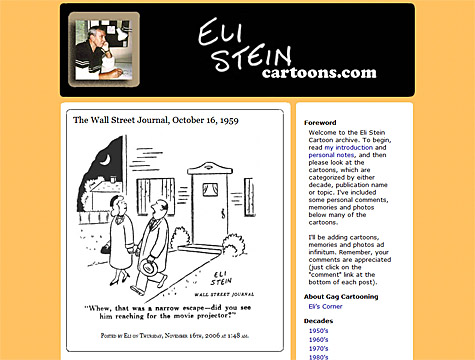 ELI
STEIN
cartoons.com
The Wall Street Journal, October 16, 1959
ELI
STEIN
WALL STREET JOURNAL
"Whew, that was a narrow escape—did you see
him reaching for the movie projector?"
Posted by Eli on Thursday, November 16th, 2006 at 1:48 am.
Foreword
Welcome to the Eli Stein
Cartoon archive. To begin,
read my introduction and
personal notes, and then
please look at the
cartoons, which are
categorized by either
decade, publication name
or topic. I've included
some personal comments,
memories and photos
below many of the
cartoons.
I'll be adding cartoons,
memories and photos ad
infinitum. Remember, your
comments are appreciated
(just click on the
"comment" link at the
bottom of each post).
About Gag Cartooning
Eli's Corner
Decades
1950's
1960's
1970's
1980's